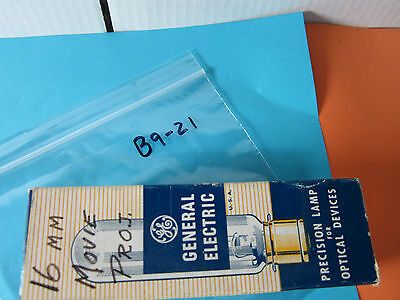 B9-21
16 MM
MOVIE
PROJ.
GE
GENERAL
ELECTRIC
U.S.A.
PRECISION LAMP
FOR
OPTICAL DEVICES